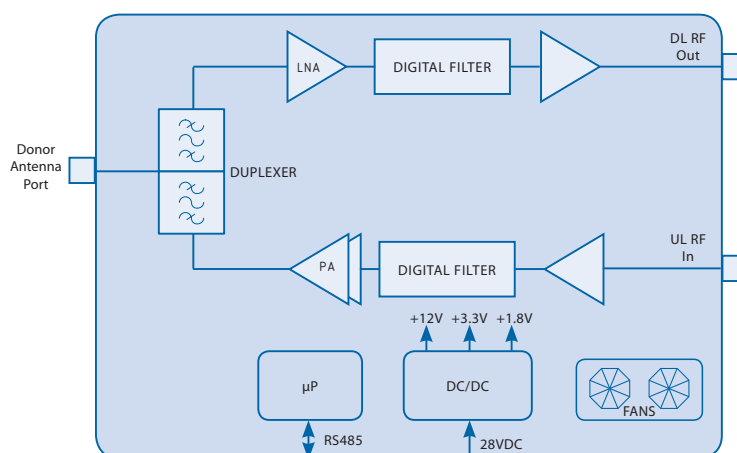 DL RF
Out
LNA
DIGITAL FILTER
Donor
Antenna
Port
DUPLEXER
UL RF
In
PA
DIGITAL FILTER
+12V
+3.3V
+1.8V
µP
DC/DC
FANS
RS485
28VDC